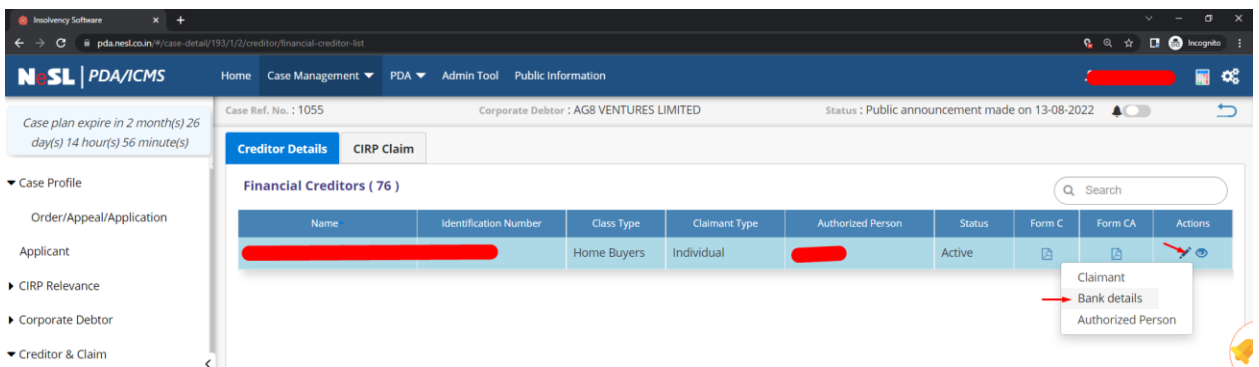 Insolvency Software
pda.nesl.co.in/#/case-detail/193/1/2/creditor/financial-creditor-list
Incognito
NeSL | PDA/ICMS
Home Case Management PDA Admin Tool Public Information
Case plan expire in 2 month(s) 26
day(s) 14 hour(s) 56 minute(s)
Case Ref. No. : 1055 Corporate Debtor : AG8 VENTURES LIMITED Status : Public announcement made on 13-08-2022
Creditor Details CIRP Claim
Case Profile
Order/Appeal/Application
Applicant
CIRP Relevance
Corporate Debtor
Creditor & Claim
Financial Creditors ( 76 )
Search
Name Identification Number Class Type Claimant Type Authorized Person Status Form C Form CA Actions
Home Buyers Individual Active
Claimant
Bank details
Authorized Person